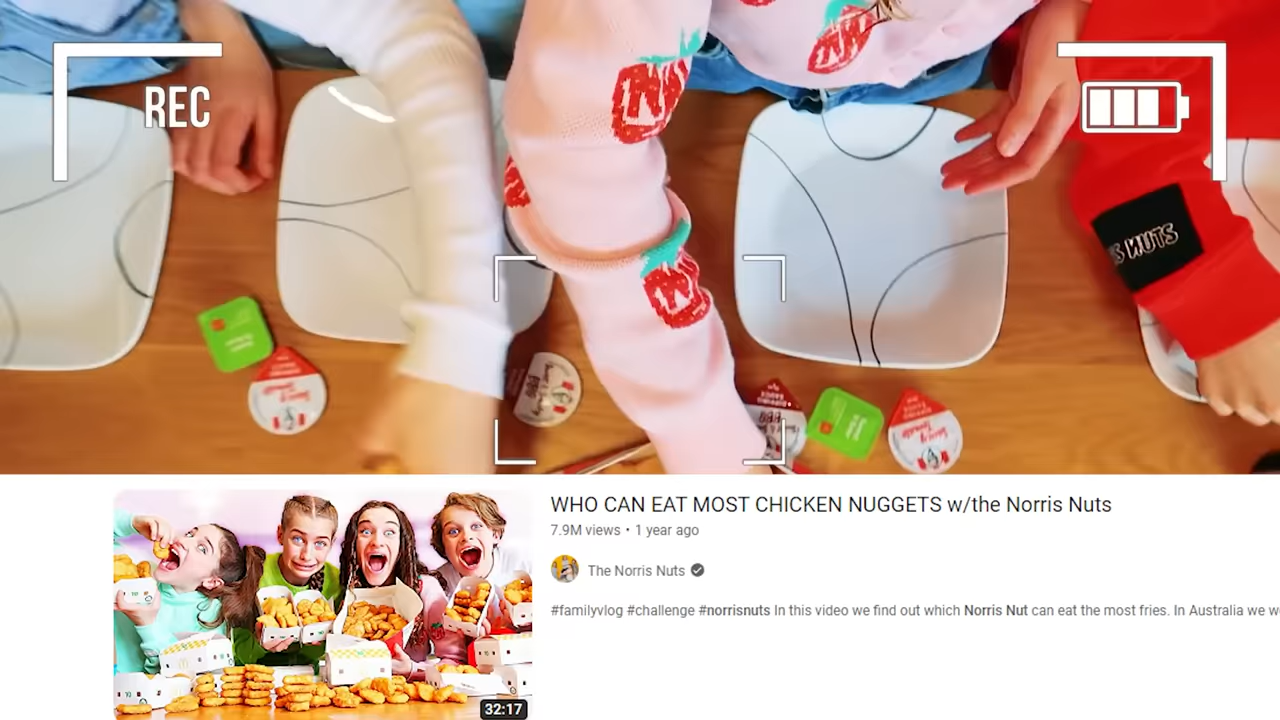 REC
S NUTS
WHO CAN EAT MOST CHICKEN NUGGETS w/the Norris Nuts
7.9M views • 1 year ago
The Norris Nuts
#familyvlog #challenge #norrisnuts In this video we find out which Norris Nut can eat the most fries. In Australia we w
32:17